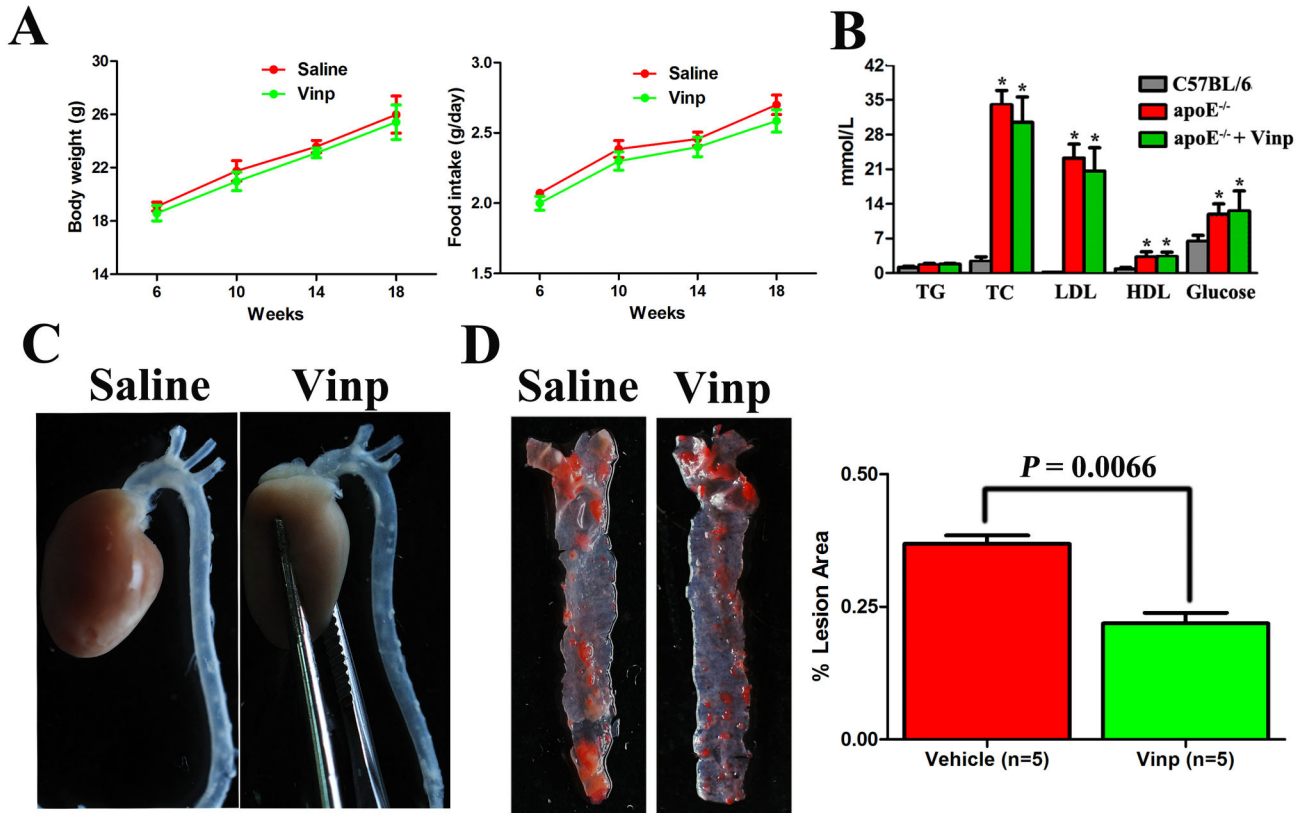 A
30
26
22
18
14
Body weight (g)
Saline
Vinp
6
10
14
18
Weeks
3.0
2.5
2.0
1.5
Food intake (g/day)
Saline
Vinp
6
10
14
18
Weeks
B
42
35
28
21
14
7
0
mmol/L
C57BL/6
apoE-/-
apoE-/- + Vinp
* *
* *
* *
* *
TG
TC
LDL
HDL
Glucose
C
Saline
Vinp
D
Saline
Vinp
0.50
0.25
0.00
% Lesion Area
P = 0.0066
Vehicle (n=5)
Vinp (n=5)